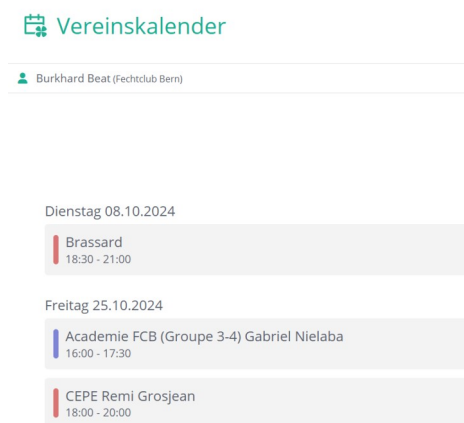 Vereinskalender
Burkhard Beat (Fechtclub Bern)
Dienstag 08.10.2024
Brassard
18:30 - 21:00
Freitag 25.10.2024
Academie FCB (Groupe 3-4) Gabriel Nielaba
16:00 - 17:30
CEPE Remi Grosjean
18:00 - 20:00